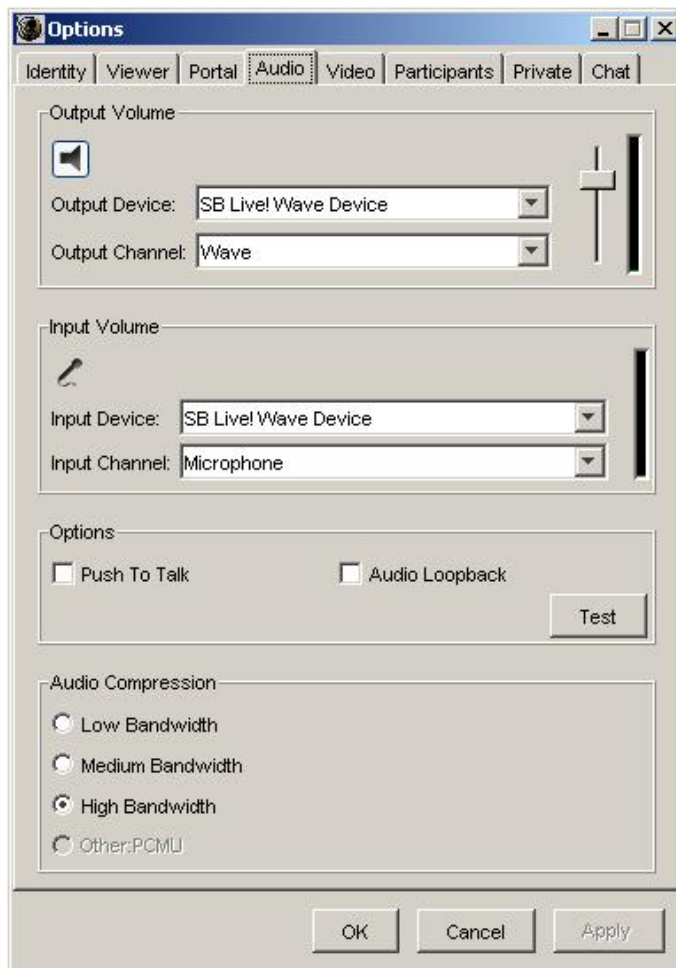 Options
Identity Viewer Portal Audio Video Participants Private Chat
Output Volume
Output Device: SB Live! Wave Device
Output Channel: Wave
Input Volume
Input Device: SB Live! Wave Device
Input Channel: Microphone
Options
Push To Talk Audio Loopback
Test
Audio Compression
Low Bandwidth
Medium Bandwidth
High Bandwidth
Other:PCMU
OK Cancel Apply